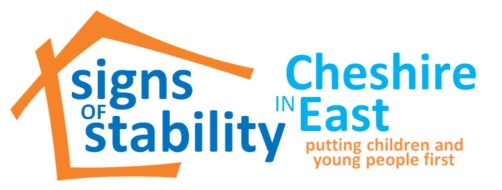 signs
OF
stability
Cheshire
IN East
putting children and
young people first